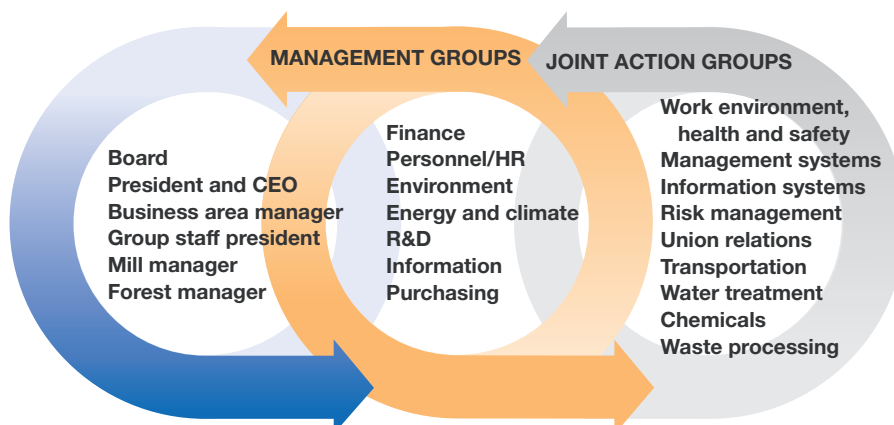 MANAGEMENT GROUPS
JOINT ACTION GROUPS
Board
President and CEO
Business area manager
Group staff president
Mill manager
Forest manager
Finance
Personnel/HR
Environment
Energy and climate
R&D
Information
Purchasing
Work environment,
health and safety
Management systems
Information systems
Risk management
Union relations
Transportation
Water treatment
Chemicals
Waste processing